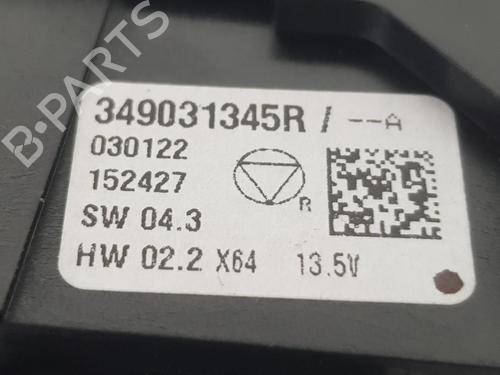 B-PARTS
349031345R / --A
030122
152427
R
SW 04.3
HW 02.2 X64 13.5V